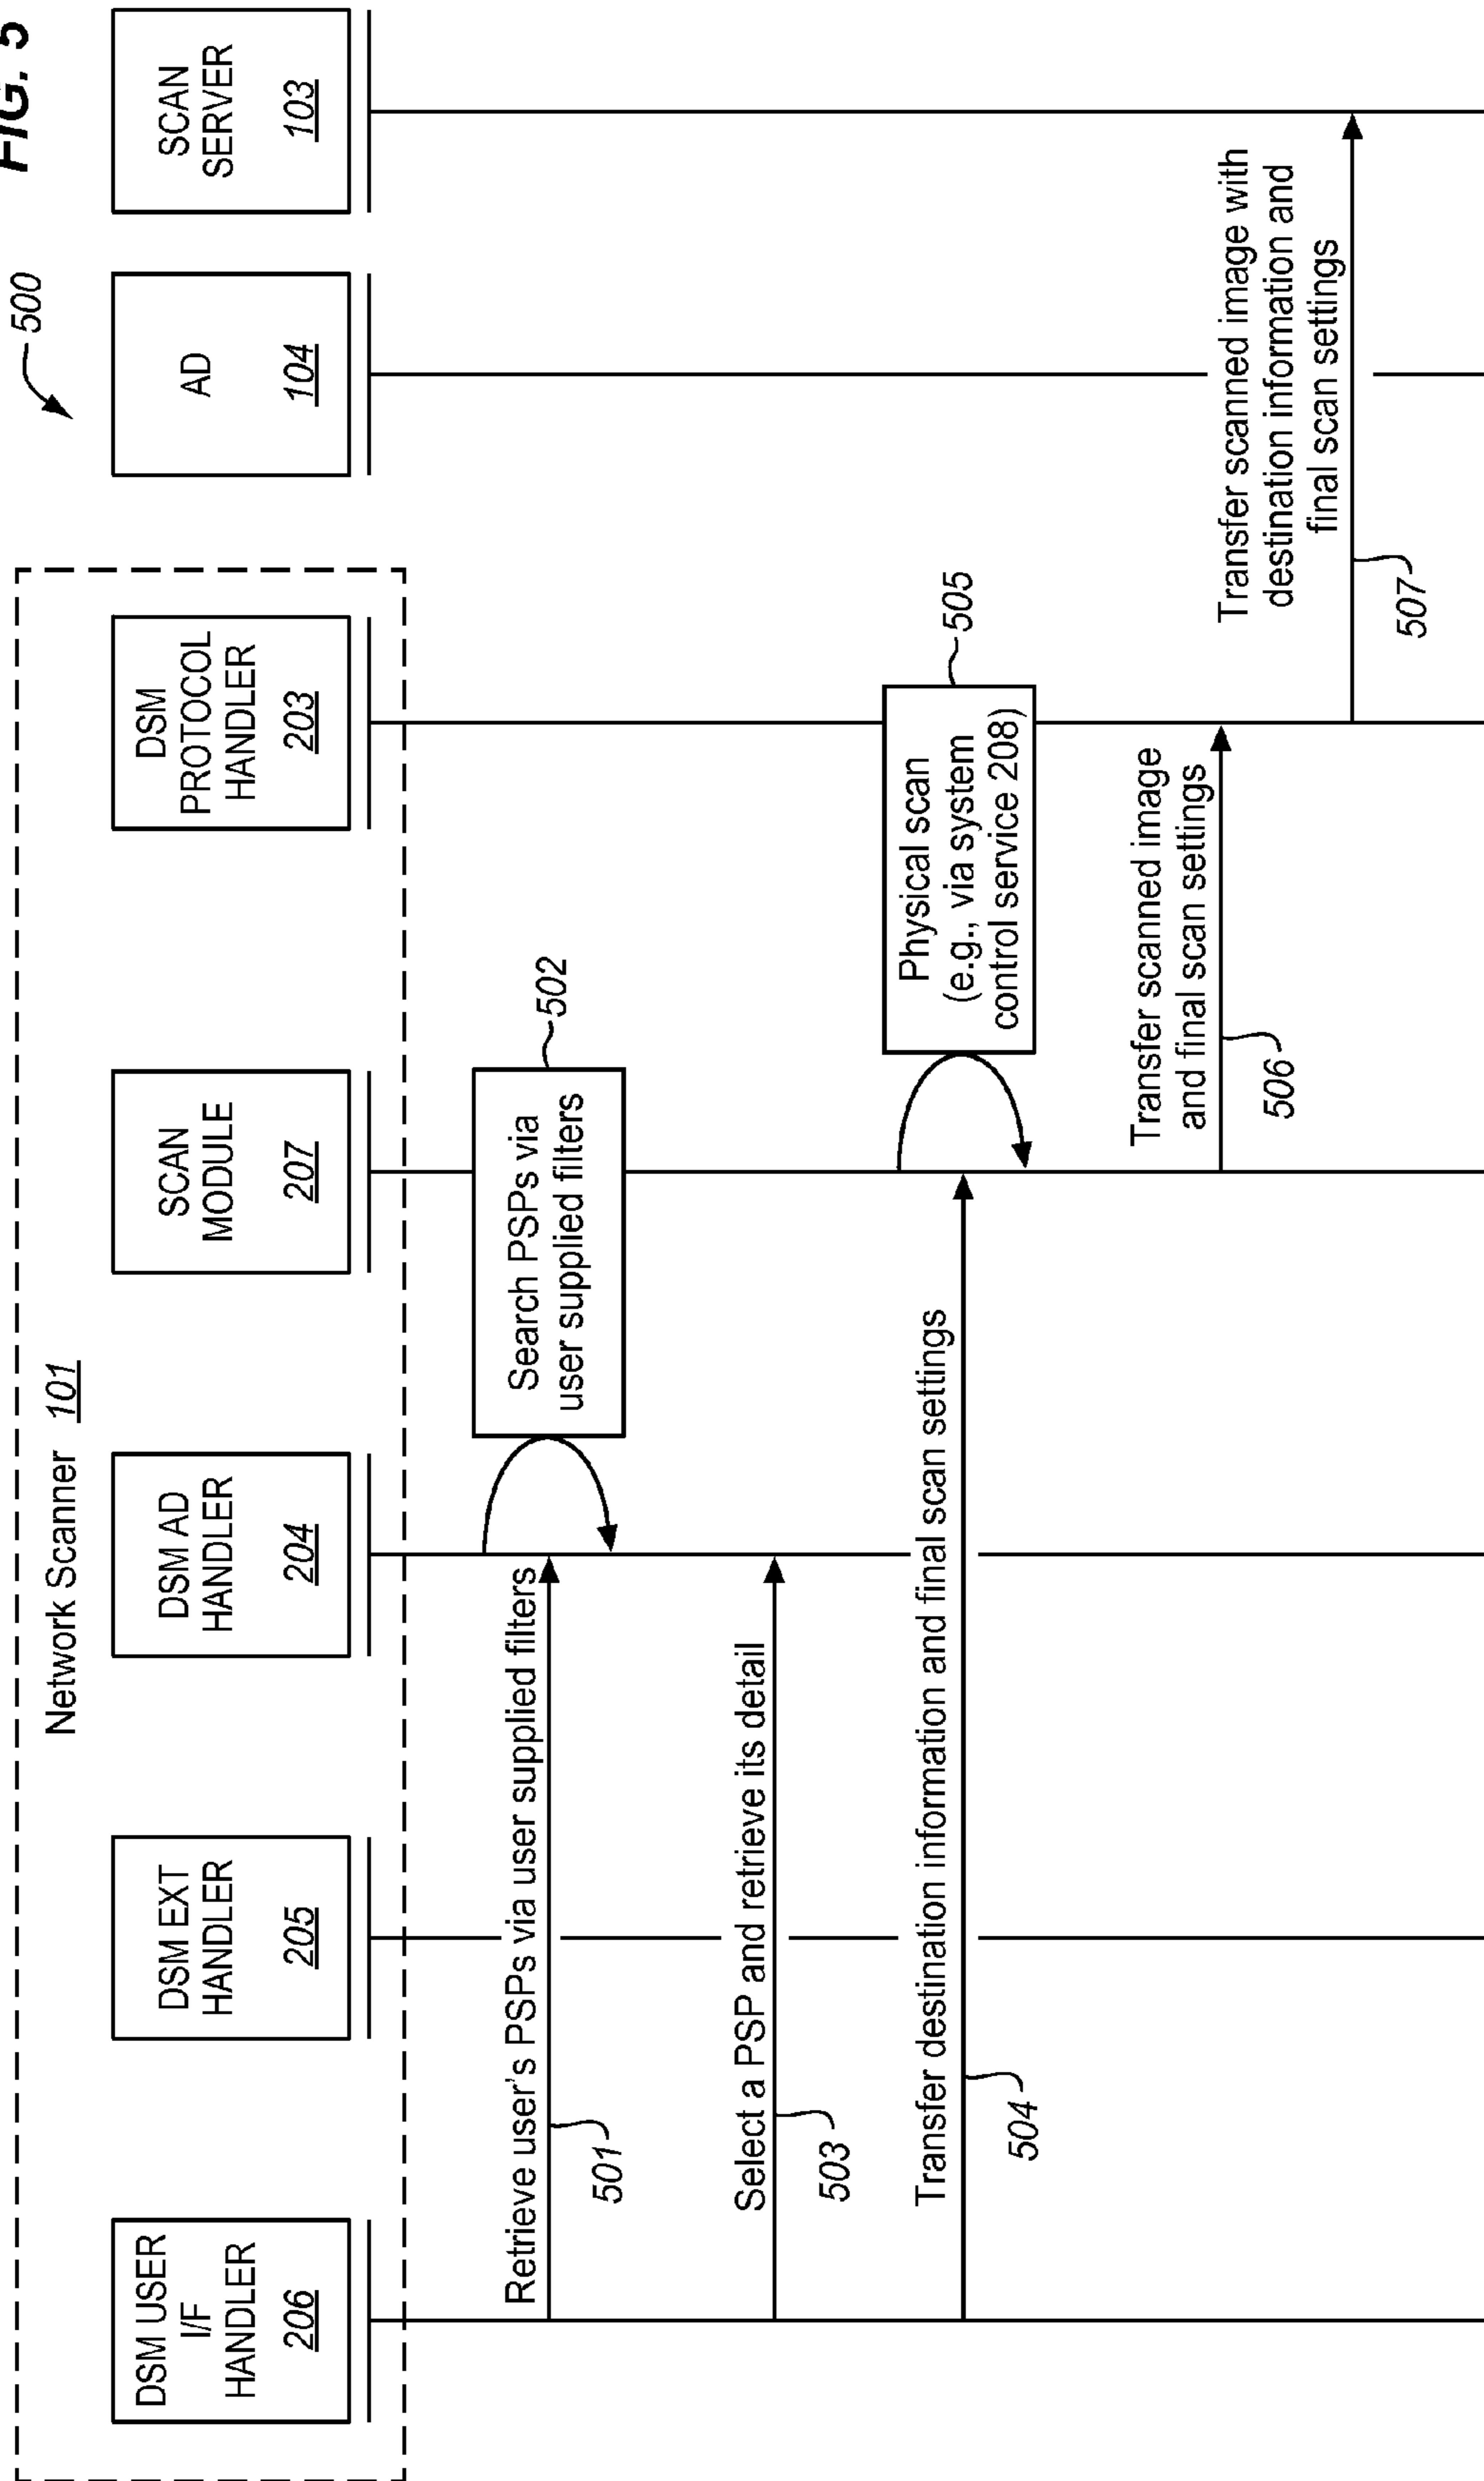 FIG. 5
500
Network Scanner 101
DSM USER
I/F
HANDLER
206
DSM EXT
HANDLER
205
DSM AD
HANDLER
204
SCAN
MODULE
207
DSM
PROTOCOL
HANDLER
203
AD
104
SCAN
SERVER
103
Retrieve user's PSPs via user supplied filters
501
Search PSPs via
user supplied filters
502
Select a PSP and retrieve its detail
503
Transfer destination information and final scan settings
504
Physical scan
(e.g., via system
control service 208)
505
Transfer scanned image
and final scan settings
506
Transfer scanned image with
destination information and
final scan settings
507